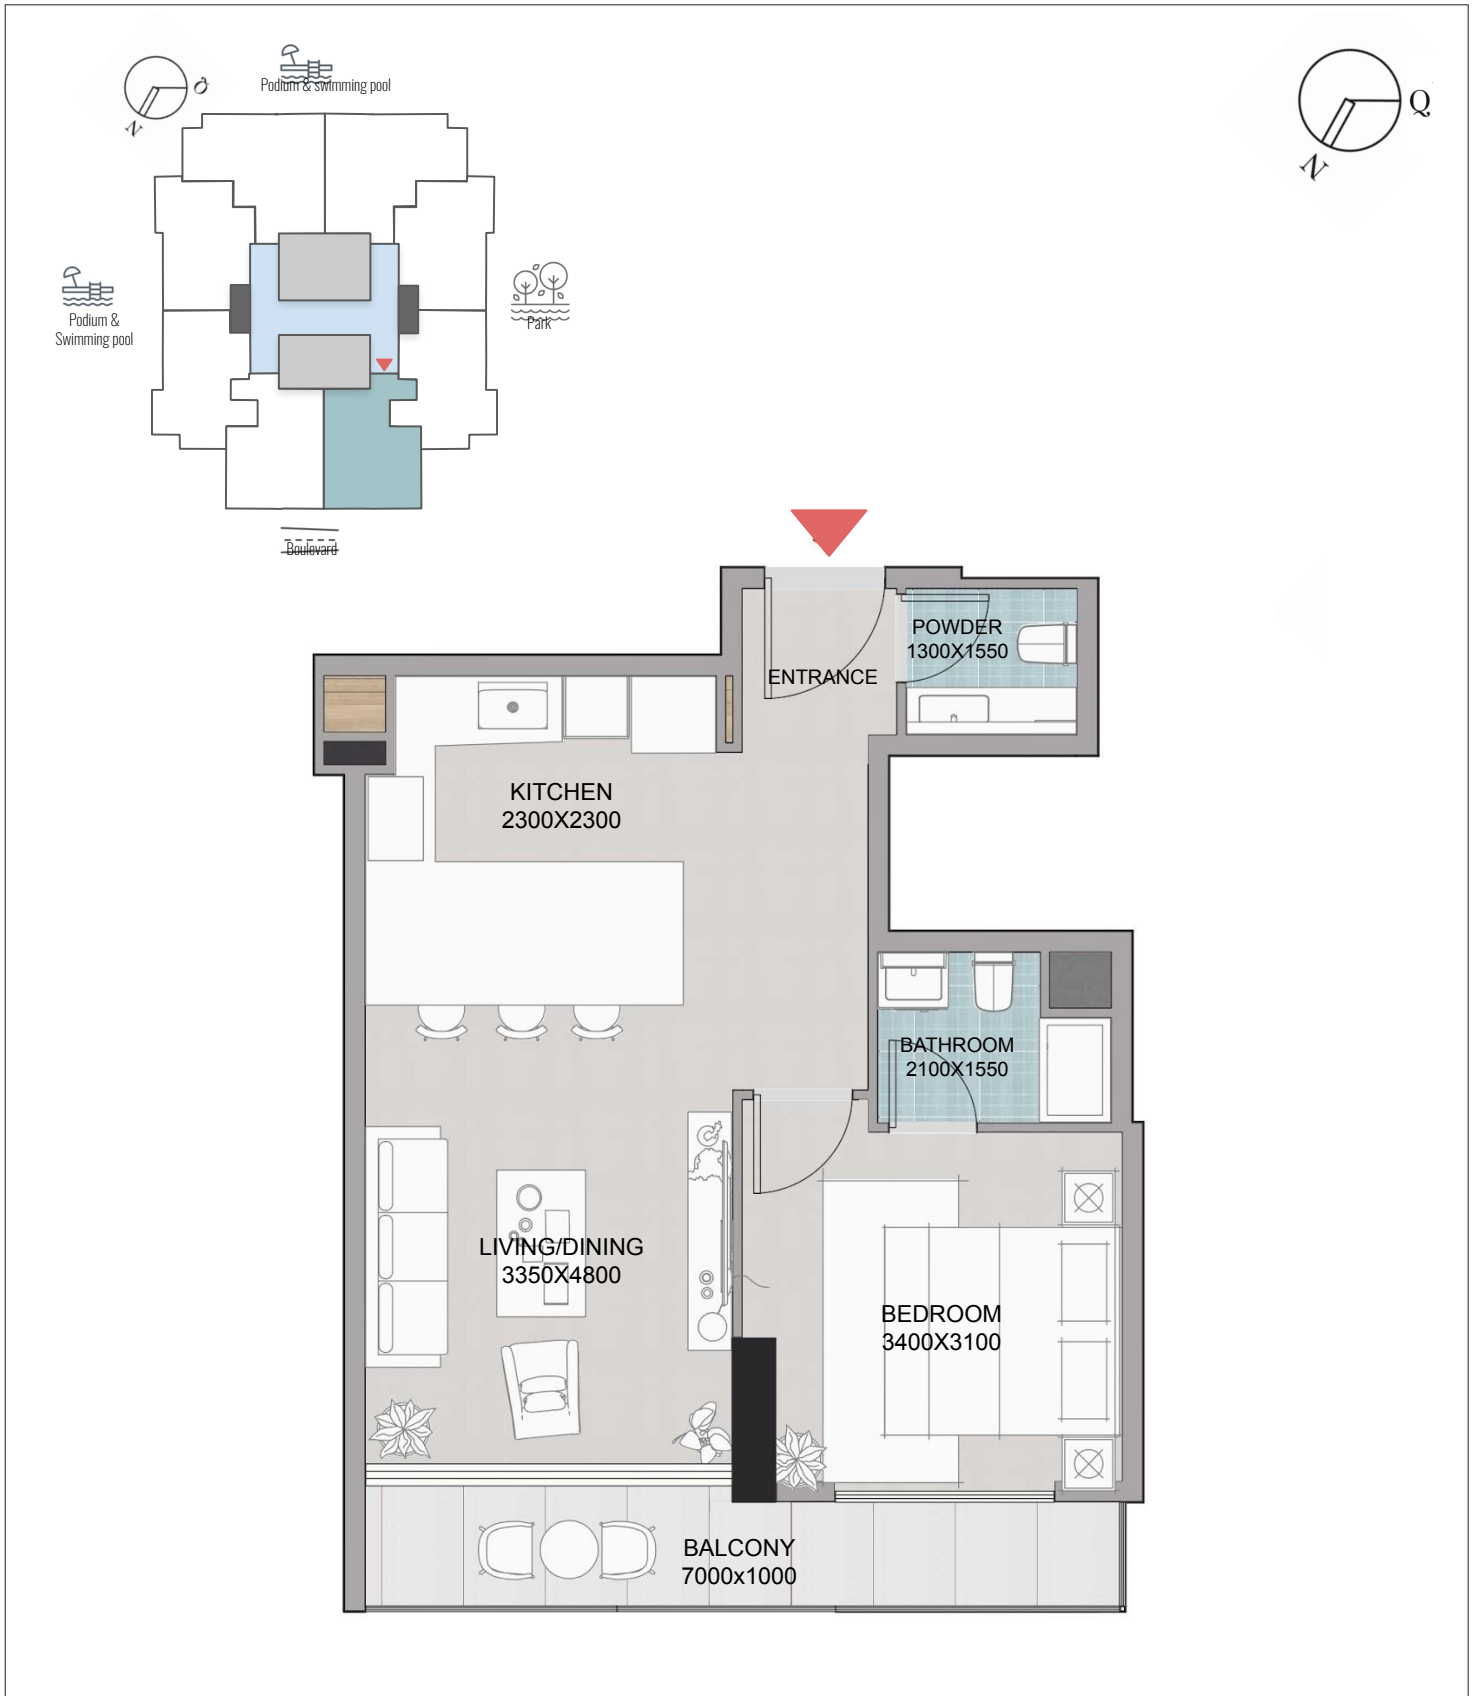 Podium & swimming pool
Q
N
Q
N
Podium &
Swimming pool
Park
Boulevard
POWDER
1300X1550
ENTRANCE
KITCHEN
2300X2300
BATHROOM
2100X1550
LIVING/DINING
3350X4800
BEDROOM
3400X3100
BALCONY
7000x1000